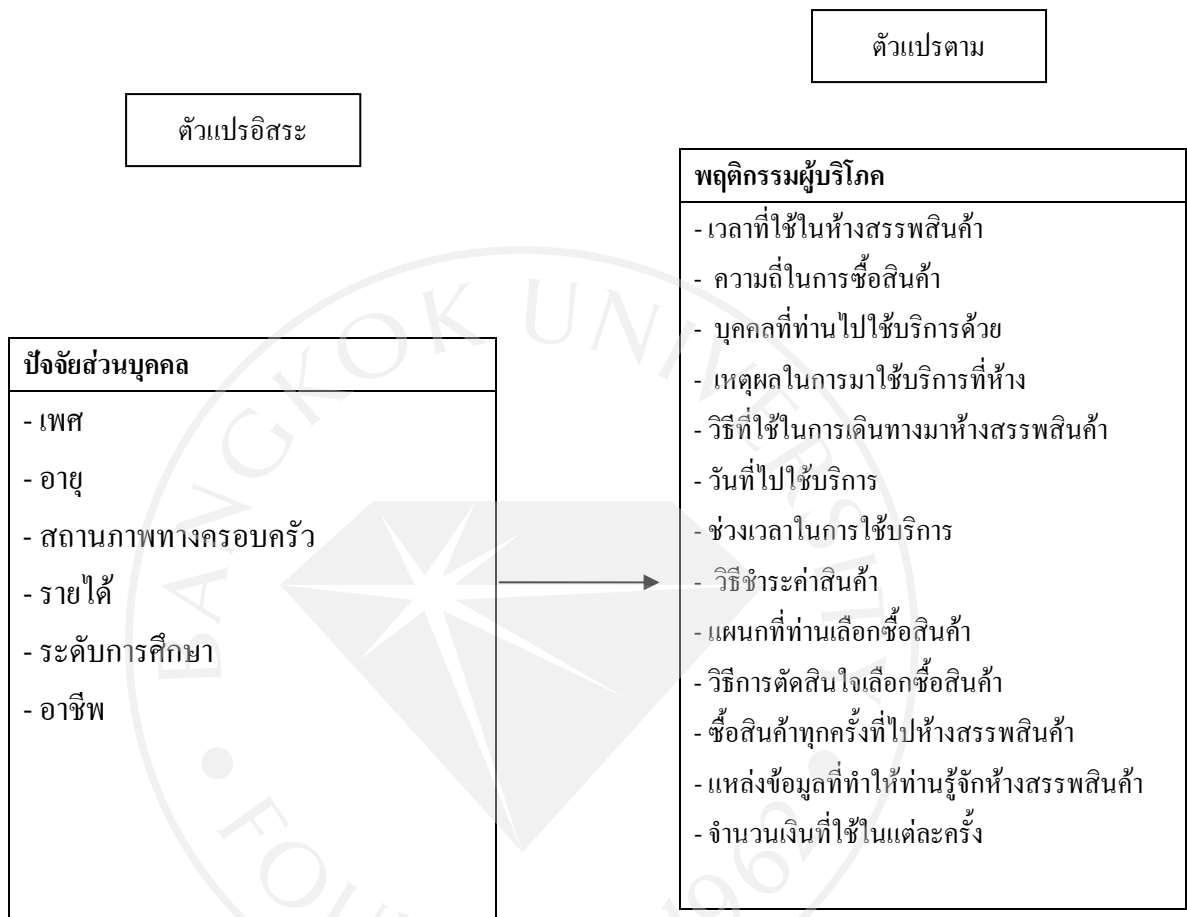 ตัวแปรตาม
ตัวแปรอิสระ
พฤติกรรมผู้บริโภค
- เวลาที่ใช้ในห้างสรรพสินค้า
- ความถี่ในการซื้อสินค้า
- บุคคลที่ท่านไปใช้บริการด้วย
- เหตุผลในการมาใช้บริการที่ห้าง
- วิธีที่ใช้ในการเดินทางมาห้างสรรพสินค้า
- วันที่ไปใช้บริการ
- ช่วงเวลาในการใช้บริการ
- วิธีชำระค่าสินค้า
- แผนกที่ท่านเลือกซื้อสินค้า
- วิธีการตัดสินใจเลือกซื้อสินค้า
- ซื้อสินค้าทุกครั้งที่ไปห้างสรรพสินค้า
- แหล่งข้อมูลที่ทำให้ท่านรู้จักห้างสรรพสินค้า
- จำนวนเงินที่ใช้ในแต่ละครั้ง
ปัจจัยส่วนบุคคล
- เพศ
- อายุ
- สถานภาพทางครอบครัว
- รายได้
- ระดับการศึกษา
- อาชีพ
BANGKOK UNIVERSITY